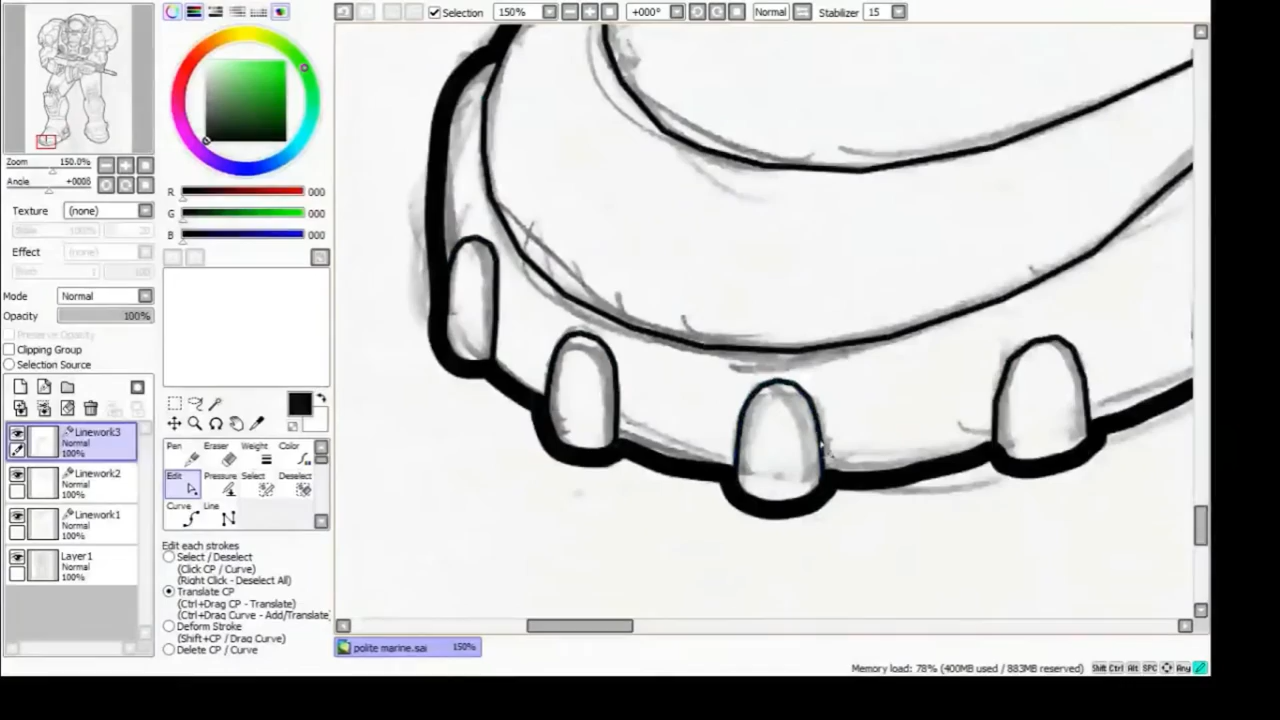 Selection 150% +000° Normal Stabilizer 15
Zoom 150.0%
Angle
Texture (none)
20
Effect (none)
Mode Normal
Opacity 100%
Preserve Opacity
Clipping Group
Selection Source
Linework3
Normal
100%
Linework2
Normal
100%
Linework1
Normal
100%
Layer1
Normal
100%
R 000
G 000
B 000
Pen Eraser Weight Color
Edit Pressure Select Deselect
Curve Line
Edit each strokes
Select / Deselect
(Click CP / Curve)
(Right Click - Deselect All)
Translate CP
(Ctrl+Drag CP - Translate)
(Ctrl+Drag Curve - Add/Translate)
Deform Stroke
(Shift+CP / Drag Curve)
Delete CP / Curve
polite marine.sai 150%
Memory load: 78% (400MB used / 883MB reserved) Shift Ctrl Alt SPC Any